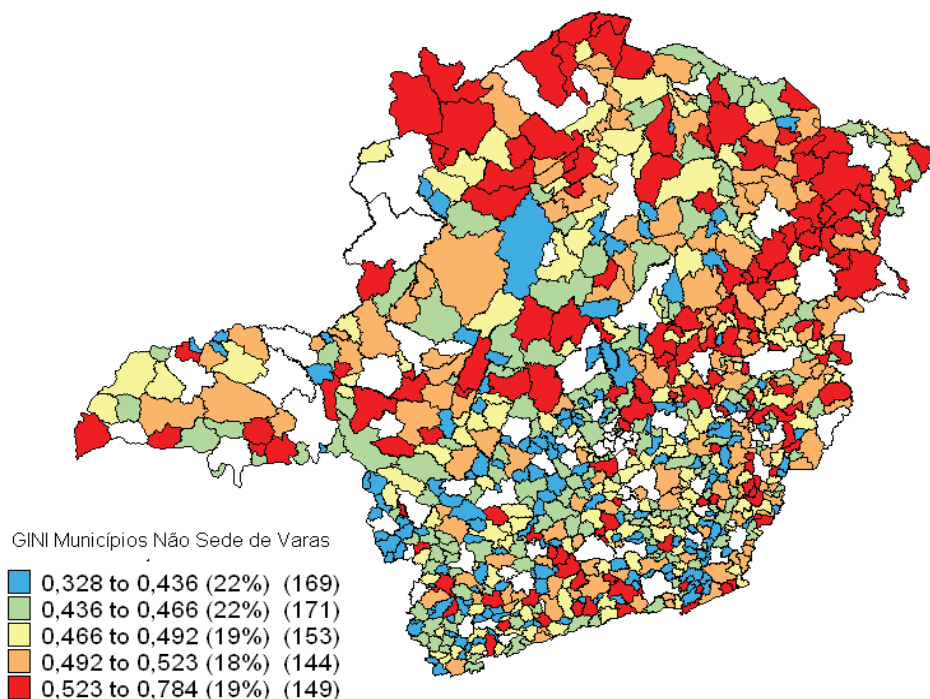 GINI Municípios Não Sede de Varas
0,328 to 0,436 (22%) (169)
0,436 to 0,466 (22%) (171)
0,466 to 0,492 (19%) (153)
0,492 to 0,523 (18%) (144)
0,523 to 0,784 (19%) (149)